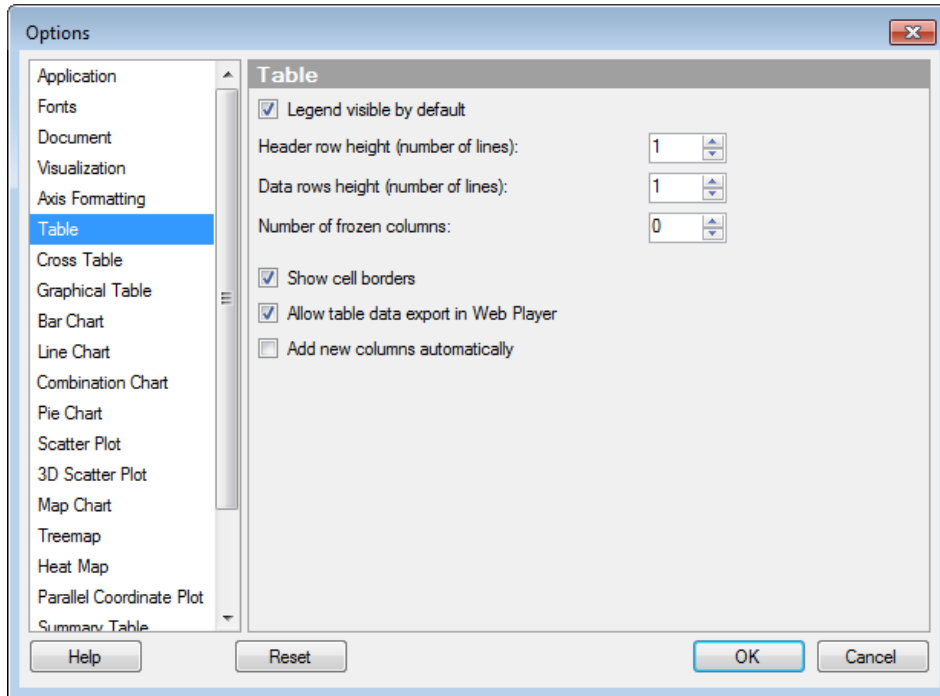 Options
Application
Fonts
Document
Visualization
Axis Formatting
Table
Cross Table
Graphical Table
Bar Chart
Line Chart
Combination Chart
Pie Chart
Scatter Plot
3D Scatter Plot
Map Chart
Treemap
Heat Map
Parallel Coordinate Plot
Summary Table
Table
Legend visible by default
Header row height (number of lines): 1
Data rows height (number of lines): 1
Number of frozen columns: 0
Show cell borders
Allow table data export in Web Player
Add new columns automatically
Help Reset OK Cancel